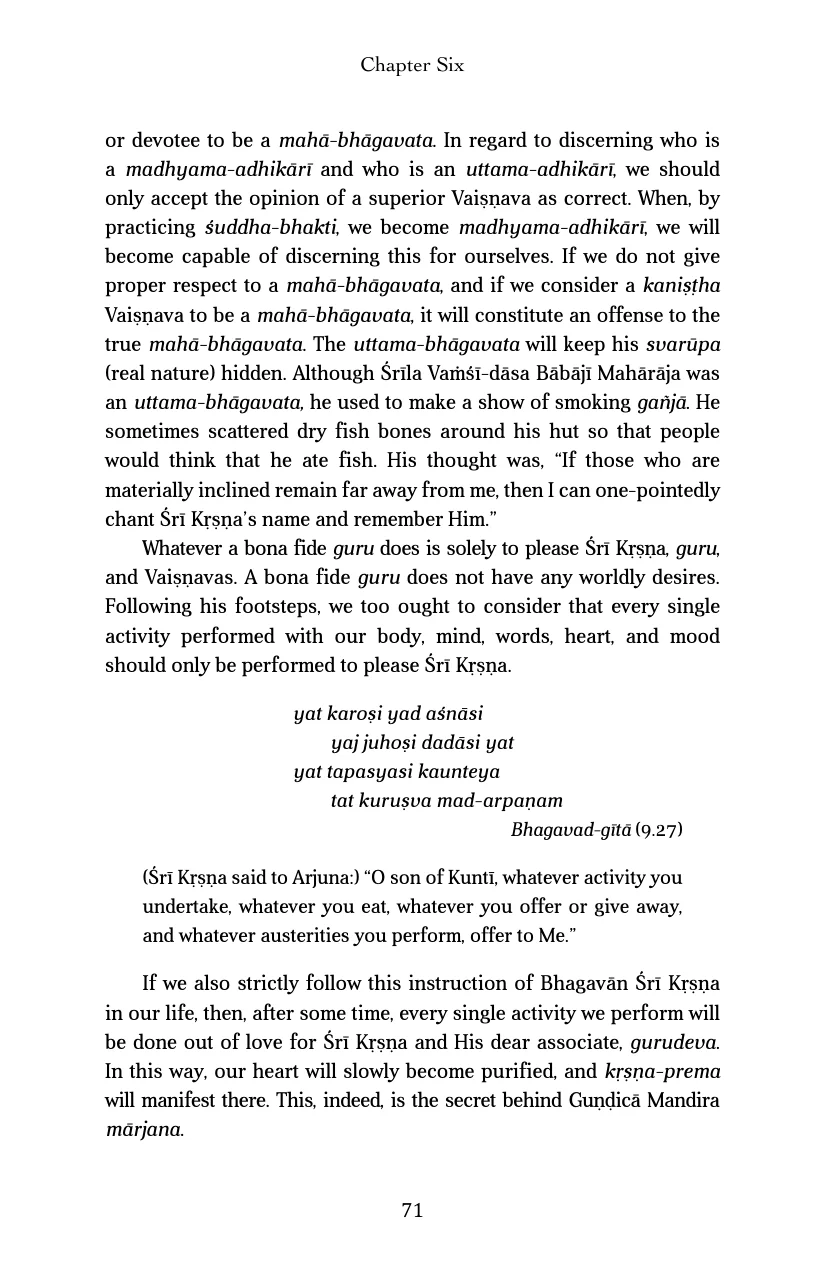 Chapter Six
or devotee to be a mahā-bhāgavata. In regard to discerning who is
a madhyama-adhikārī and who is an uttama-adhikārī, we should
only accept the opinion of a superior Vaiṣṇava as correct. When, by
practicing śuddha-bhakti, we become madhyama-adhikārī, we will
become capable of discerning this for ourselves. If we do not give
proper respect to a mahā-bhāgavata, and if we consider a kaniṣṭha
Vaiṣṇava to be a mahā-bhāgavata, it will constitute an offense to the
true mahā-bhāgavata. The uttama-bhāgavata will keep his svarūpa
(real nature) hidden. Although Śrīla Vaṁśī-dāsa Bābājī Mahārāja was
an uttama-bhāgavata, he used to make a show of smoking gañjā. He
sometimes scattered dry fish bones around his hut so that people
would think that he ate fish. His thought was, “If those who are
materially inclined remain far away from me, then I can one-pointedly
chant Śrī Kṛṣṇa’s name and remember Him.”
Whatever a bona fide guru does is solely to please Śrī Kṛṣṇa, guru,
and Vaiṣṇavas. A bona fide guru does not have any worldly desires.
Following his footsteps, we too ought to consider that every single
activity performed with our body, mind, words, heart, and mood
should only be performed to please Śrī Kṛṣṇa.
yat karoṣi yad aśnāsi
yaj juhoṣi dadāsi yat
yat tapasyasi kaunteya
tat kuruṣva mad-arpaṇam
Bhagavad-gītā (9.27)
(Śrī Kṛṣṇa said to Arjuna:) “O son of Kuntī, whatever activity you
undertake, whatever you eat, whatever you offer or give away,
and whatever austerities you perform, offer to Me.”
If we also strictly follow this instruction of Bhagavān Śrī Kṛṣṇa
in our life, then, after some time, every single activity we perform will
be done out of love for Śrī Kṛṣṇa and His dear associate, gurudeva.
In this way, our heart will slowly become purified, and kṛṣṇa-prema
will manifest there. This, indeed, is the secret behind Guṇḍicā Mandira
mārjana.
71